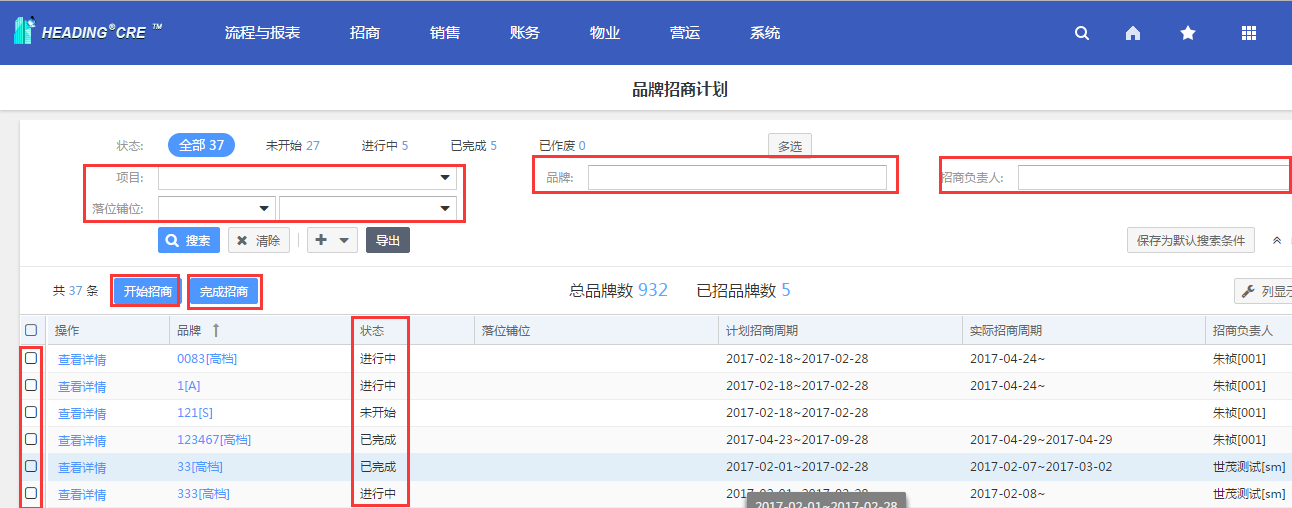 HEADING®CRE ™ 流程与报表 招商 销售 账务 物业 营运 系统
品牌招商计划
状态: 全部 37 未开始 27 进行中 5 已完成 5 已作废 0 多选
项目: 品牌: 招商负责人:
落位铺位:
搜索 清除 导出 保存为默认搜索条件
共 37 条 开始招商 完成招商 总品牌数 932 已招品牌数 5 列显示
操作 品牌 状态 落位铺位 计划招商周期 实际招商周期 招商负责人
查看详情 0083[高档] 进行中 2017-02-18~2017-02-28 2017-04-24~ 朱祯[001]
查看详情 1[A] 进行中 2017-02-18~2017-02-28 2017-04-24~ 朱祯[001]
查看详情 121[S] 未开始 2017-02-18~2017-02-28 朱祯[001]
查看详情 123467[高档] 已完成 2017-04-23~2017-09-28 2017-04-29~2017-04-29 朱祯[001]
查看详情 33[高档] 已完成 2017-02-01~2017-02-28 2017-02-07~2017-03-02 世茂测试[sm]
查看详情 333[高档] 进行中 2017-02-01~2017-02-28 2017-02-08~ 世茂测试[sm]
2017-02-01~2017-02-28